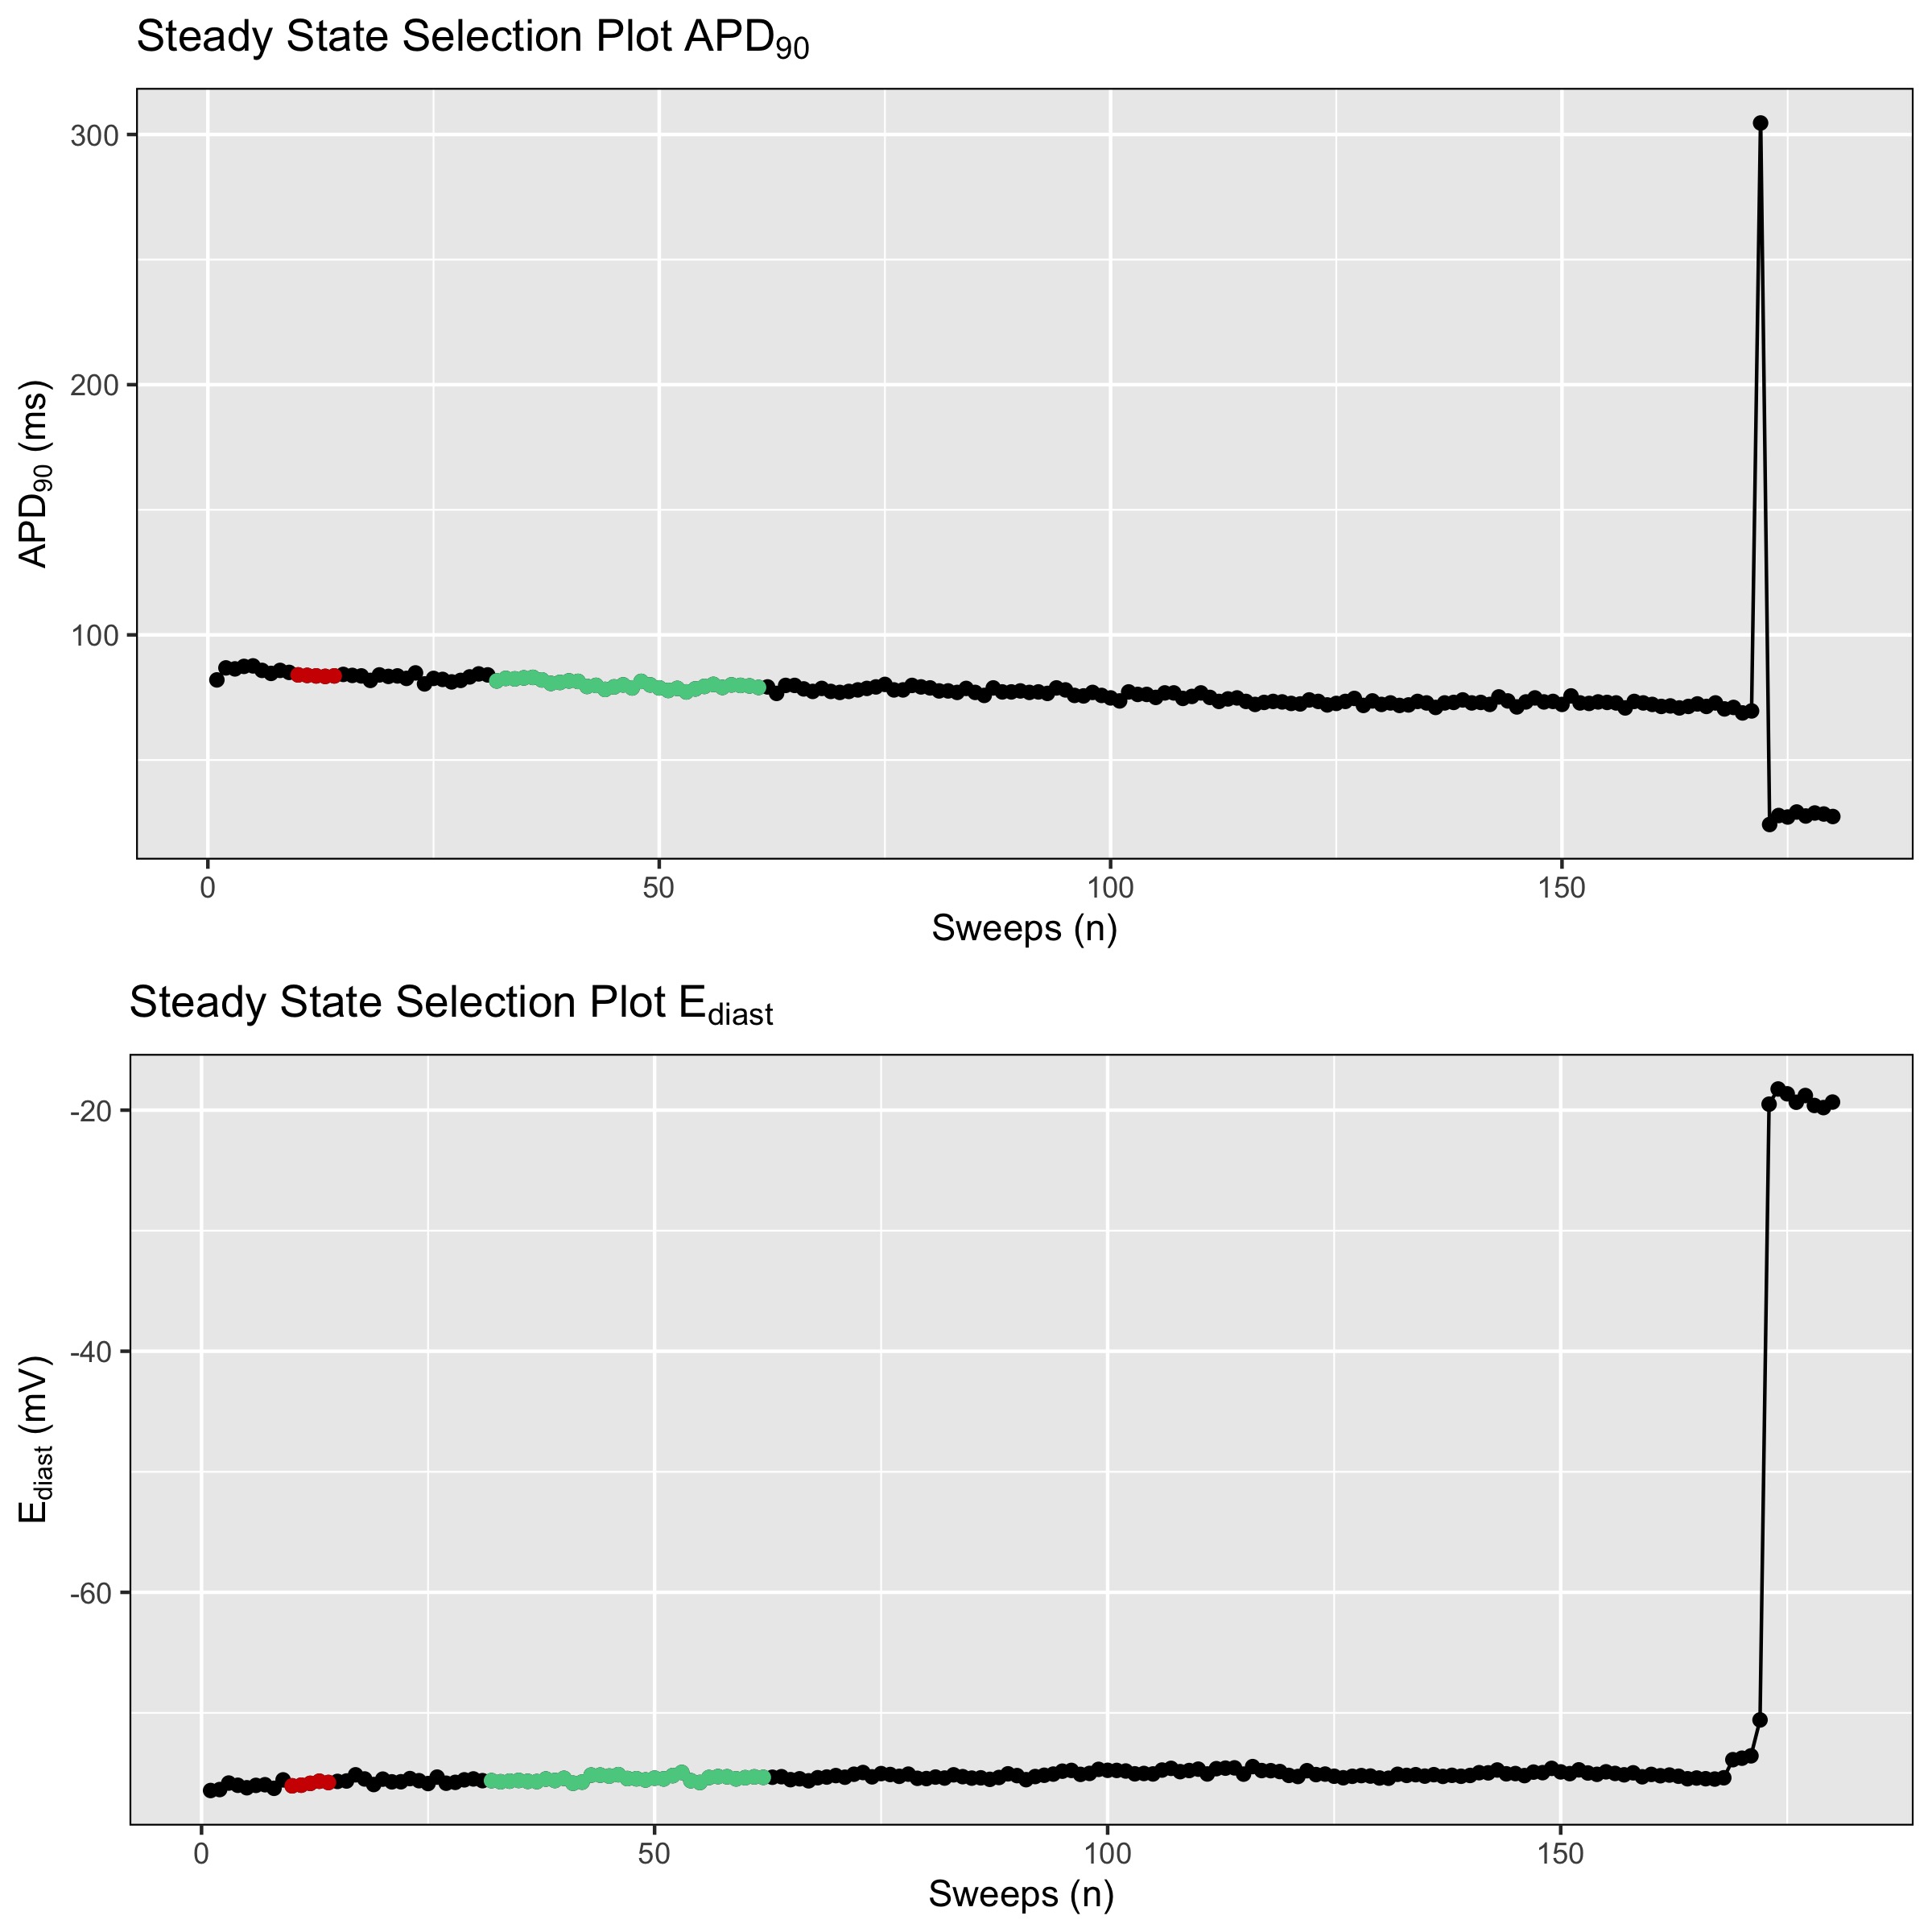 Steady State Selection Plot APD90
300
200
100
APD90 (ms)
0 50 100 150
Sweeps (n)
Steady State Selection Plot Ediast
-20
-40
-60
Ediast (mV)
0 50 100 150
Sweeps (n)